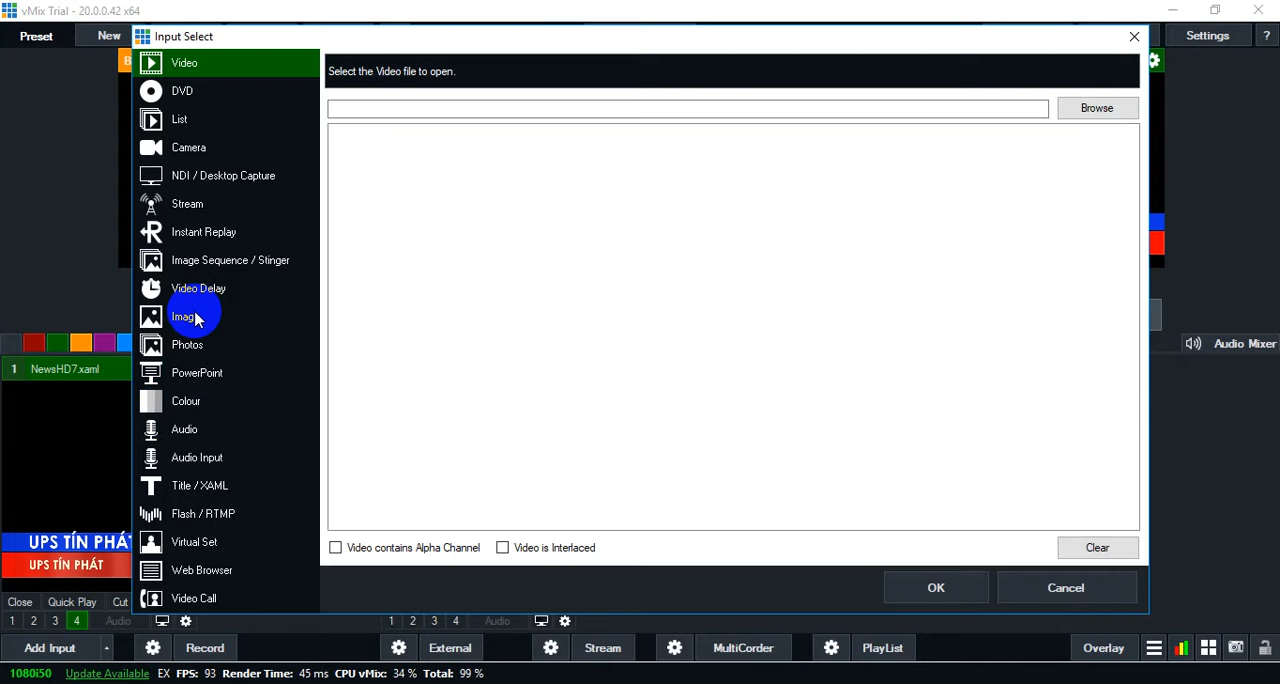 vMix Trial - 20.0.0.42 x64
Preset
New
Settings
?
Input Select
Video
DVD
List
Camera
NDI / Desktop Capture
Stream
Instant Replay
Image Sequence / Stinger
Video Delay
Photos
PowerPoint
Colour
Audio
Audio Input
Title / XAML
Flash / RTMP
Virtual Set
Web Browser
Video Call
Select the Video file to open.
Browse
Video contains Alpha Channel
Video is Interlaced
Clear
OK
Cancel
Audio Mixer
1 NewsHD7.xaml
UPS TÍN PHÁT
UPS TÍN PHÁT
Close Quick Play Cut
1 2 3 4 Audio
1 2 3 4 Audio
Add Input Record External Stream MultiCorder PlayList Overlay
1080i50 Update Available EX FPS: 93 Render Time: 45 ms CPU vMix: 34 % Total: 99 %